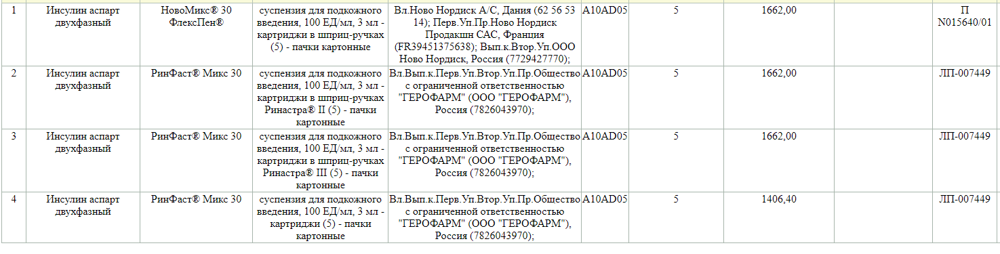 1
Инсулин аспарт
двухфазный
НовоМикс® 30
ФлексПен®
суспензия для подкожного
введения, 100 ЕД/мл, 3 мл -
картриджи в шприц-ручках
(5) - пачки картонные
Вл.Ново Нордиск А/С, Дания (62 56 53
14); Перв.Уп.Пр.Ново Нордиск
Продакшн САС, Франция
(FR39451375638); Вып.к.Втор.Уп.ООО
Ново Нордиск, Россия (7729427770);
A10AD05
5
1662,00
П
N015640/01
2
Инсулин аспарт
двухфазный
РинФаст® Микс 30
суспензия для подкожного
введения, 100 ЕД/мл, 3 мл -
картриджи в шприц-ручках
Ринастра® II (5) - пачки
картонные
Вл.Вып.к.Перв.Уп.Втор.Уп.Пр.Общество
с ограниченной ответственностью
"ГЕРОФАРМ" (ООО "ГЕРОФАРМ"),
Россия (7826043970);
A10AD05
5
1662,00
ЛП-007449
3
Инсулин аспарт
двухфазный
РинФаст® Микс 30
суспензия для подкожного
введения, 100 ЕД/мл, 3 мл -
картриджи в шприц-ручках
Ринастра® III (5) - пачки
картонные
Вл.Вып.к.Перв.Уп.Втор.Уп.Пр.Общество
с ограниченной ответственностью
"ГЕРОФАРМ" (ООО "ГЕРОФАРМ"),
Россия (7826043970);
A10AD05
5
1662,00
ЛП-007449
4
Инсулин аспарт
двухфазный
РинФаст® Микс 30
суспензия для подкожного
введения, 100 ЕД/мл, 3 мл -
картриджи (5) - пачки
картонные
Вл.Вып.к.Перв.Уп.Втор.Уп.Пр.Общество
с ограниченной ответственностью
"ГЕРОФАРМ" (ООО "ГЕРОФАРМ"),
Россия (7826043970);
A10AD05
5
1406,40
ЛП-007449